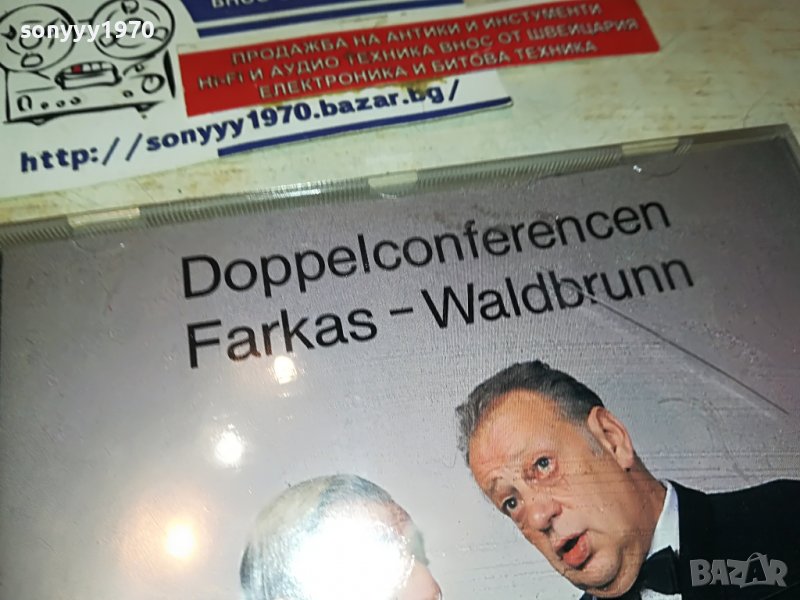 sonyyy1970
ПРОДАЖБА НА АНТИКИ И ИНСТУМЕНТИ
Hi-Fi И АУДИО ТЕХНИКА ВНОС ОТ ШВЕЙЦАРИЯ
ЕЛЕКТРОНИКА И БИТОВА ТЕХНИКА
http://sonyyy1970.bazar.bg/
Doppelconferencen
Farkas – Waldbrunn
BAZAR